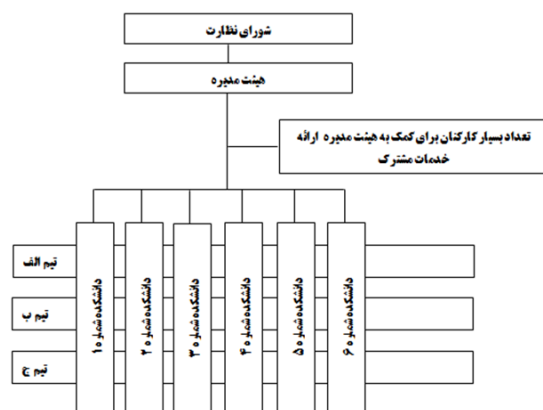 شورای نظارت
هیئت مدیره
تعداد بسیار کارکنان برای کمک به هیئت مدیره ارائه
خدمات مشترک
دانشکده شماره ۱
دانشکده شماره ۲
دانشکده شماره ۳
دانشکده شماره ۴
دانشکده شماره ۵
دانشکده شماره ۶
تیم الف
تیم ب
تیم ج